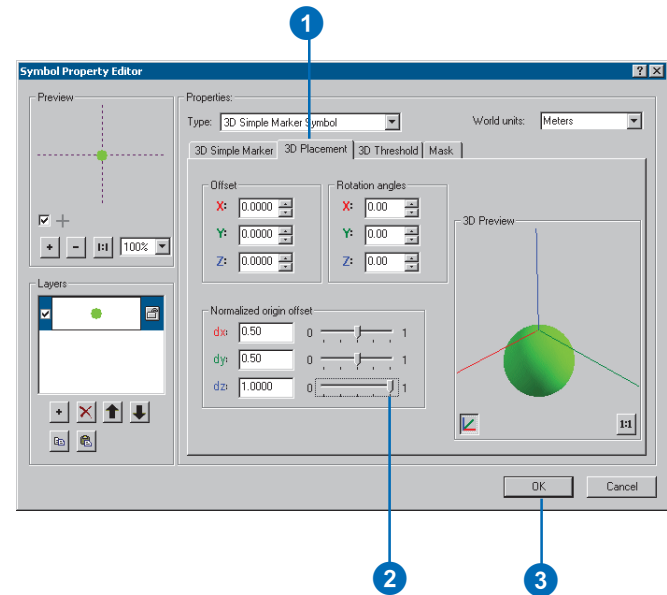 1
Symbol Property Editor
? X
Preview
100%
1:1
Layers
Properties:
Type: 3D Simple Marker Symbol
World units: Meters
3D Simple Marker 3D Placement 3D Threshold Mask
Offset
X: 0.0000
Y: 0.0000
Z: 0.0000
Rotation angles
X: 0.00
Y: 0.00
Z: 0.00
Normalized origin offset
dx: 0.50 0 1
dy: 0.50 0 1
dz: 1.0000 0 1
3D Preview
1:1
OK Cancel
2 3